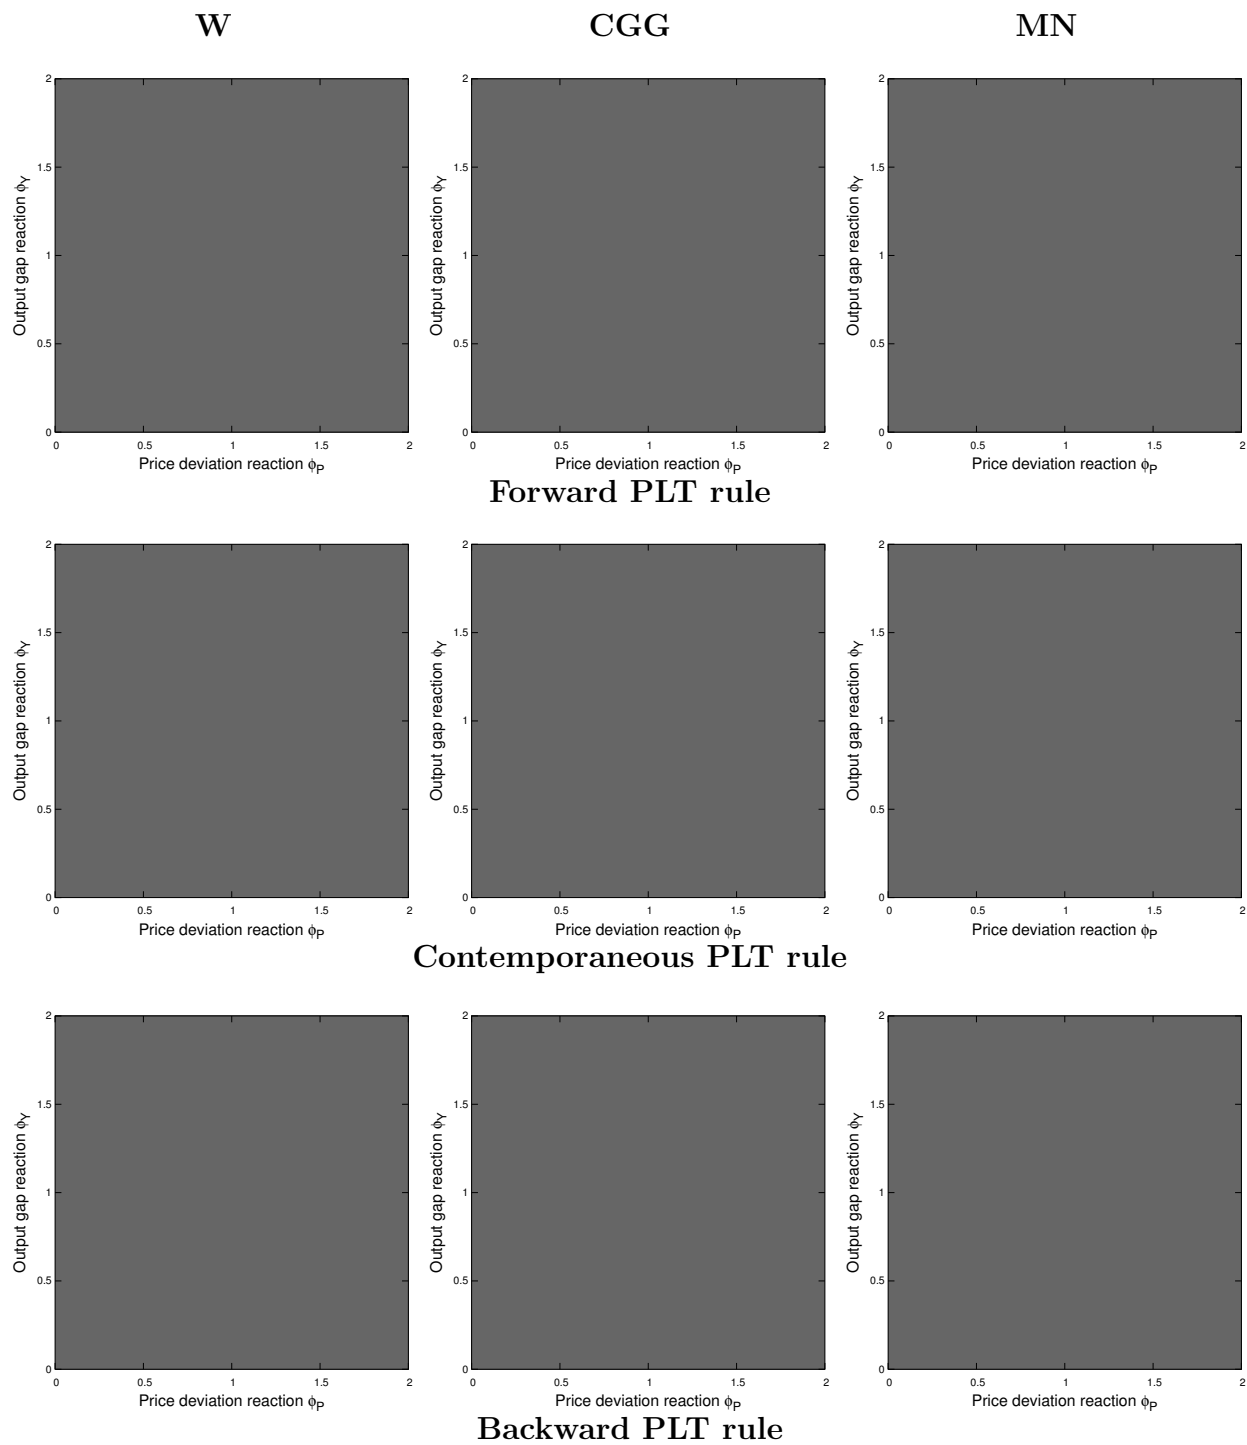 W CGG MN
2 2 2
1.5 1.5 1.5
1 1 1
0.5 0.5 0.5
0 0 0
Output gap reaction ϕY Output gap reaction ϕY Output gap reaction ϕY
0 0.5 1 1.5 2 0 0.5 1 1.5 2 0 0.5 1 1.5 2
Price deviation reaction ϕP Price deviation reaction ϕP Price deviation reaction ϕP
Forward PLT rule
2 2 2
1.5 1.5 1.5
1 1 1
0.5 0.5 0.5
0 0 0
Output gap reaction ϕY Output gap reaction ϕY Output gap reaction ϕY
0 0.5 1 1.5 2 0 0.5 1 1.5 2 0 0.5 1 1.5 2
Price deviation reaction ϕP Price deviation reaction ϕP Price deviation reaction ϕP
Contemporaneous PLT rule
2 2 2
1.5 1.5 1.5
1 1 1
0.5 0.5 0.5
0 0 0
Output gap reaction ϕY Output gap reaction ϕY Output gap reaction ϕY
0 0.5 1 1.5 2 0 0.5 1 1.5 2 0 0.5 1 1.5 2
Price deviation reaction ϕP Price deviation reaction ϕP Price deviation reaction ϕP
Backward PLT rule